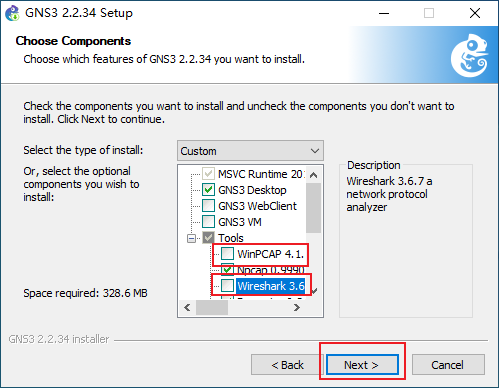 GNS3 2.2.34 Setup
Choose Components
Choose which features of GNS3 2.2.34 you want to install.
Check the components you want to install and uncheck the components you don't want to
install. Click Next to continue.
Select the type of install:
Custom
Or, select the optional
components you wish to
install:
MSVC Runtime 201
GNS3 Desktop
GNS3 WebClient
GNS3 VM
Tools
WinPCAP 4.1.
Npcap 0.9990
Wireshark 3.6
Description
Wireshark 3.6.7 a
network protocol
analyzer
Space required: 328.6 MB
GNS3 2.2.34 installer
< Back
Next >
Cancel